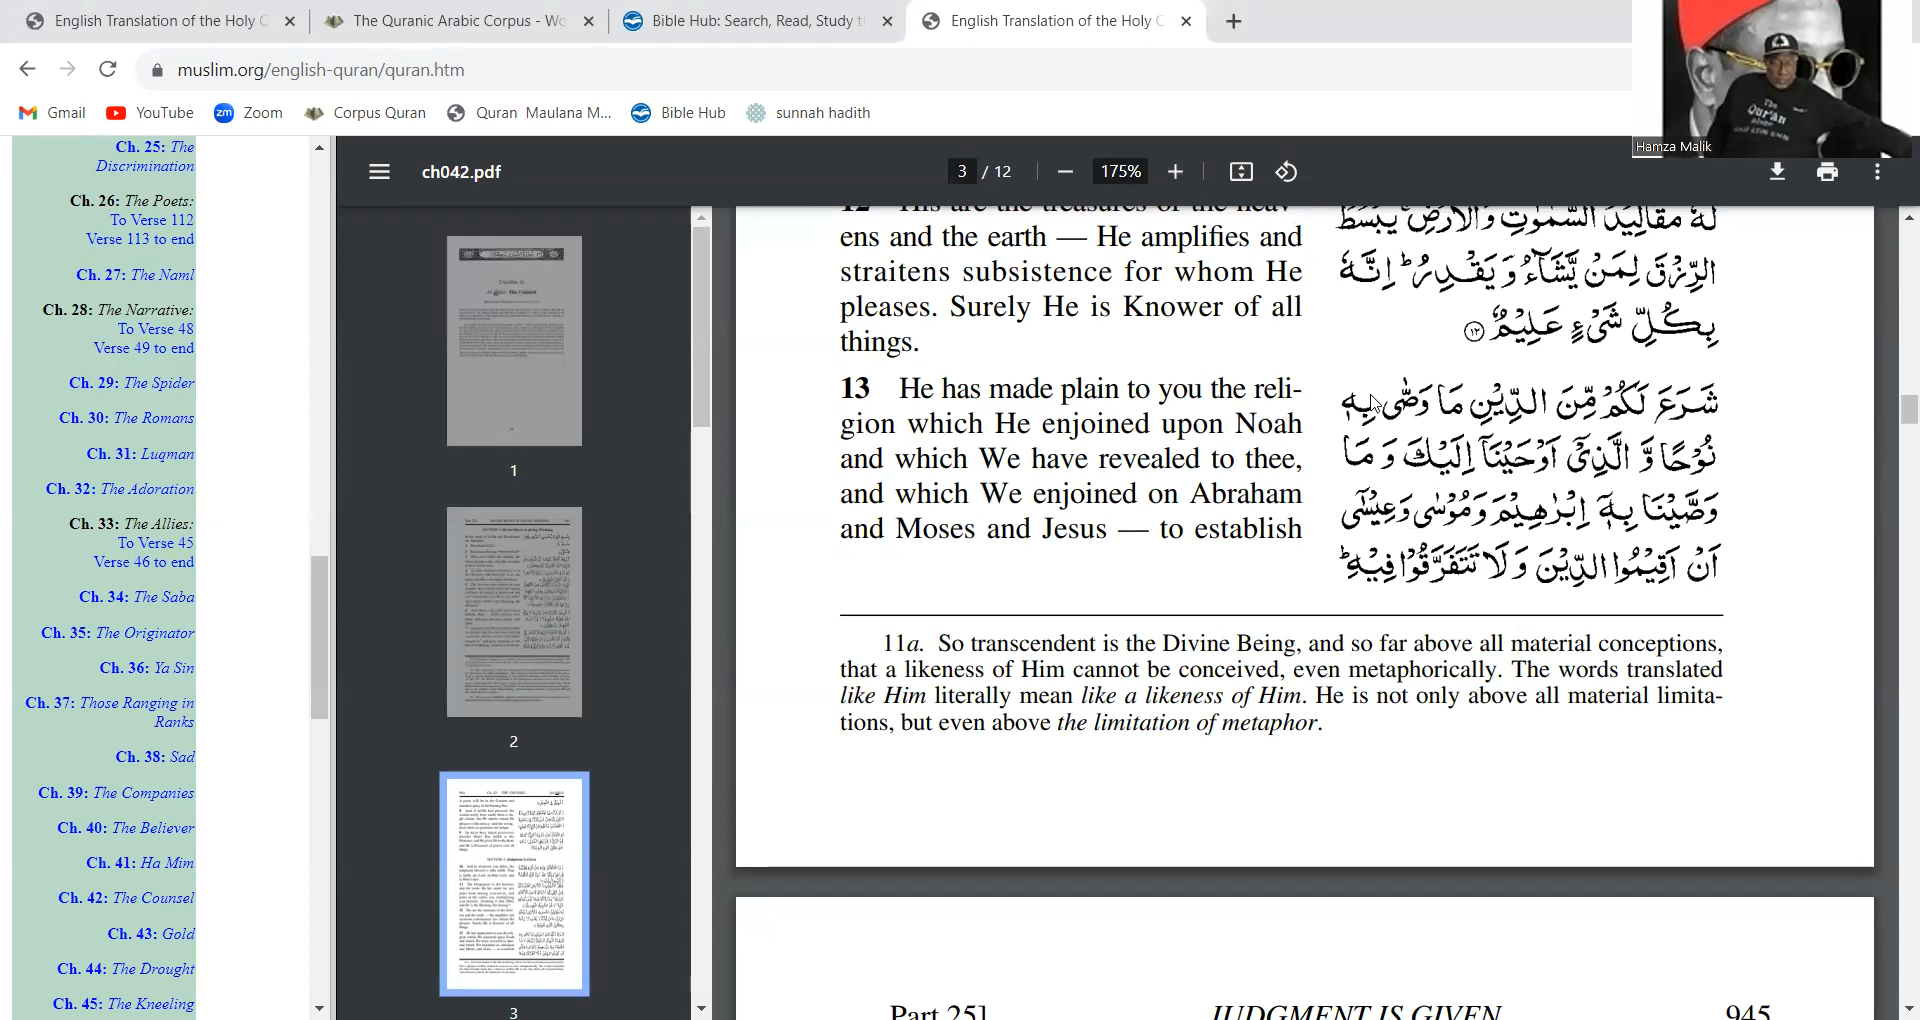 English Translation of the Holy C
The Quranic Arabic Corpus - Wo
Bible Hub: Search, Read, Study t
English Translation of the Holy C
muslim.org/english-quran/quran.htm
Gmail
YouTube
Zoom
Corpus Quran
Quran Maulana M...
Bible Hub
sunnah hadith
The
Qur'an
Hamza Malik
Ch. 25: The
Discrimination
Ch. 26: The Poets:
To Verse 112
Verse 113 to end
Ch. 27: The Naml
Ch. 28: The Narrative:
To Verse 48
Verse 49 to end
Ch. 29: The Spider
Ch. 30: The Romans
Ch. 31: Luqman
Ch. 32: The Adoration
Ch. 33: The Allies:
To Verse 45
Verse 46 to end
Ch. 34: The Saba
Ch. 35: The Originator
Ch. 36: Ya Sin
Ch. 37: Those Ranging in
Ranks
Ch. 38: Sad
Ch. 39: The Companies
Ch. 40: The Believer
Ch. 41: Ha Mim
Ch. 42: The Counsel
Ch. 43: Gold
Ch. 44: The Drought
Ch. 45: The Kneeling
ch042.pdf
3 / 12
175%
1
2
3
12 His are the treasures of the heav-
ens and the earth — He amplifies and
straitens subsistence for whom He
pleases. Surely He is Knower of all
things.
لَهٗ مَقَالِيْدُ السَّمٰوٰتِ وَالْاَرْضِ يَبْسُطُ
الرِّزْقَ لِمَنْ يَّشَآءُ وَ يَقْدِرُ ؕ اِنَّهٗ
بِكُلِّ شَيْءٍ عَلِيْمٌ ۝۱۲
13 He has made plain to you the reli-
gion which He enjoined upon Noah
and which We have revealed to thee,
and which We enjoined on Abraham
and Moses and Jesus — to establish
شَرَعَ لَكُمْ مِّنَ الدِّيْنِ مَا وَصّٰى بِهٖ
نُوْحًا وَّ الَّذِيْٓ اَوْحَيْنَآ اِلَيْكَ وَ مَا
وَصَّيْنَا بِهٖٓ اِبْرٰهِيْمَ وَمُوْسٰى وَعِيْسٰٓى
اَنْ اَقِيْمُوا الدِّيْنَ وَ لَا تَتَفَرَّقُوْا فِيْهِ ؕ
11a. So transcendent is the Divine Being, and so far above all material conceptions,
that a likeness of Him cannot be conceived, even metaphorically. The words translated
like Him literally mean like a likeness of Him. He is not only above all material limita-
tions, but even above the limitation of metaphor.
Part 25] JUDGMENT IS GIVEN 945